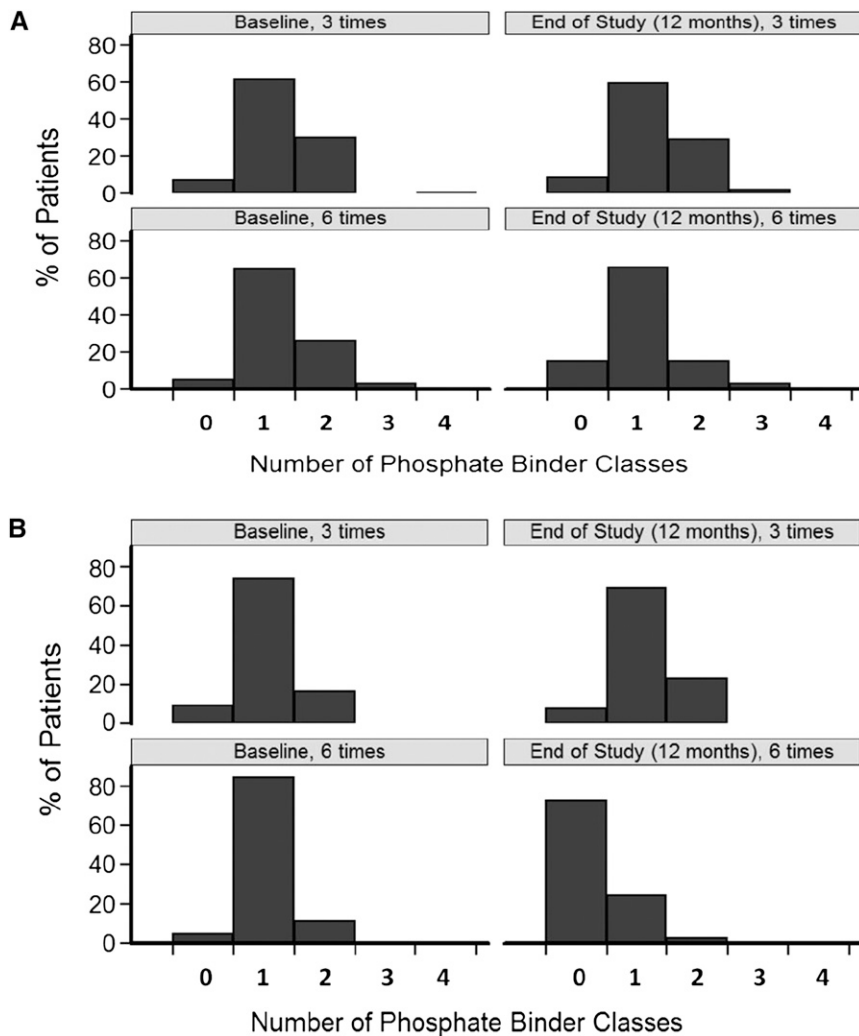 A
Baseline, 3 times
End of Study (12 months), 3 times
80
60
40
20
0
% of Patients
Baseline, 6 times
End of Study (12 months), 6 times
80
60
40
20
0
0 1 2 3 4
0 1 2 3 4
Number of Phosphate Binder Classes
B
Baseline, 3 times
End of Study (12 months), 3 times
80
60
40
20
0
% of Patients
Baseline, 6 times
End of Study (12 months), 6 times
80
60
40
20
0
0 1 2 3 4
0 1 2 3 4
Number of Phosphate Binder Classes